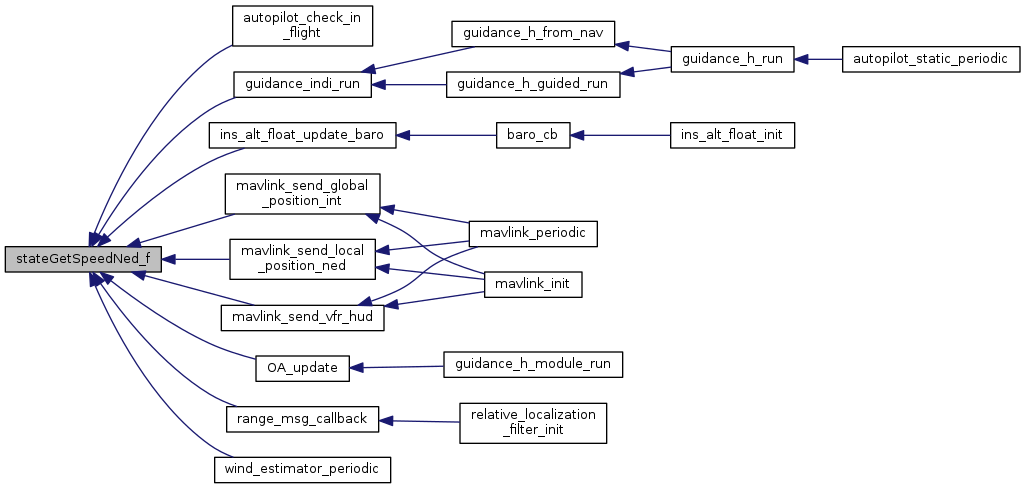 autopilot_check_in
_flight
guidance_h_from_nav
guidance_h_run
autopilot_static_periodic
guidance_indi_run
guidance_h_guided_run
ins_alt_float_update_baro
baro_cb
ins_alt_float_init
mavlink_send_global
_position_int
mavlink_periodic
stateGetSpeedNed_f
mavlink_send_local
_position_ned
mavlink_init
mavlink_send_vfr_hud
OA_update
guidance_h_module_run
range_msg_callback
relative_localization
_filter_init
wind_estimator_periodic